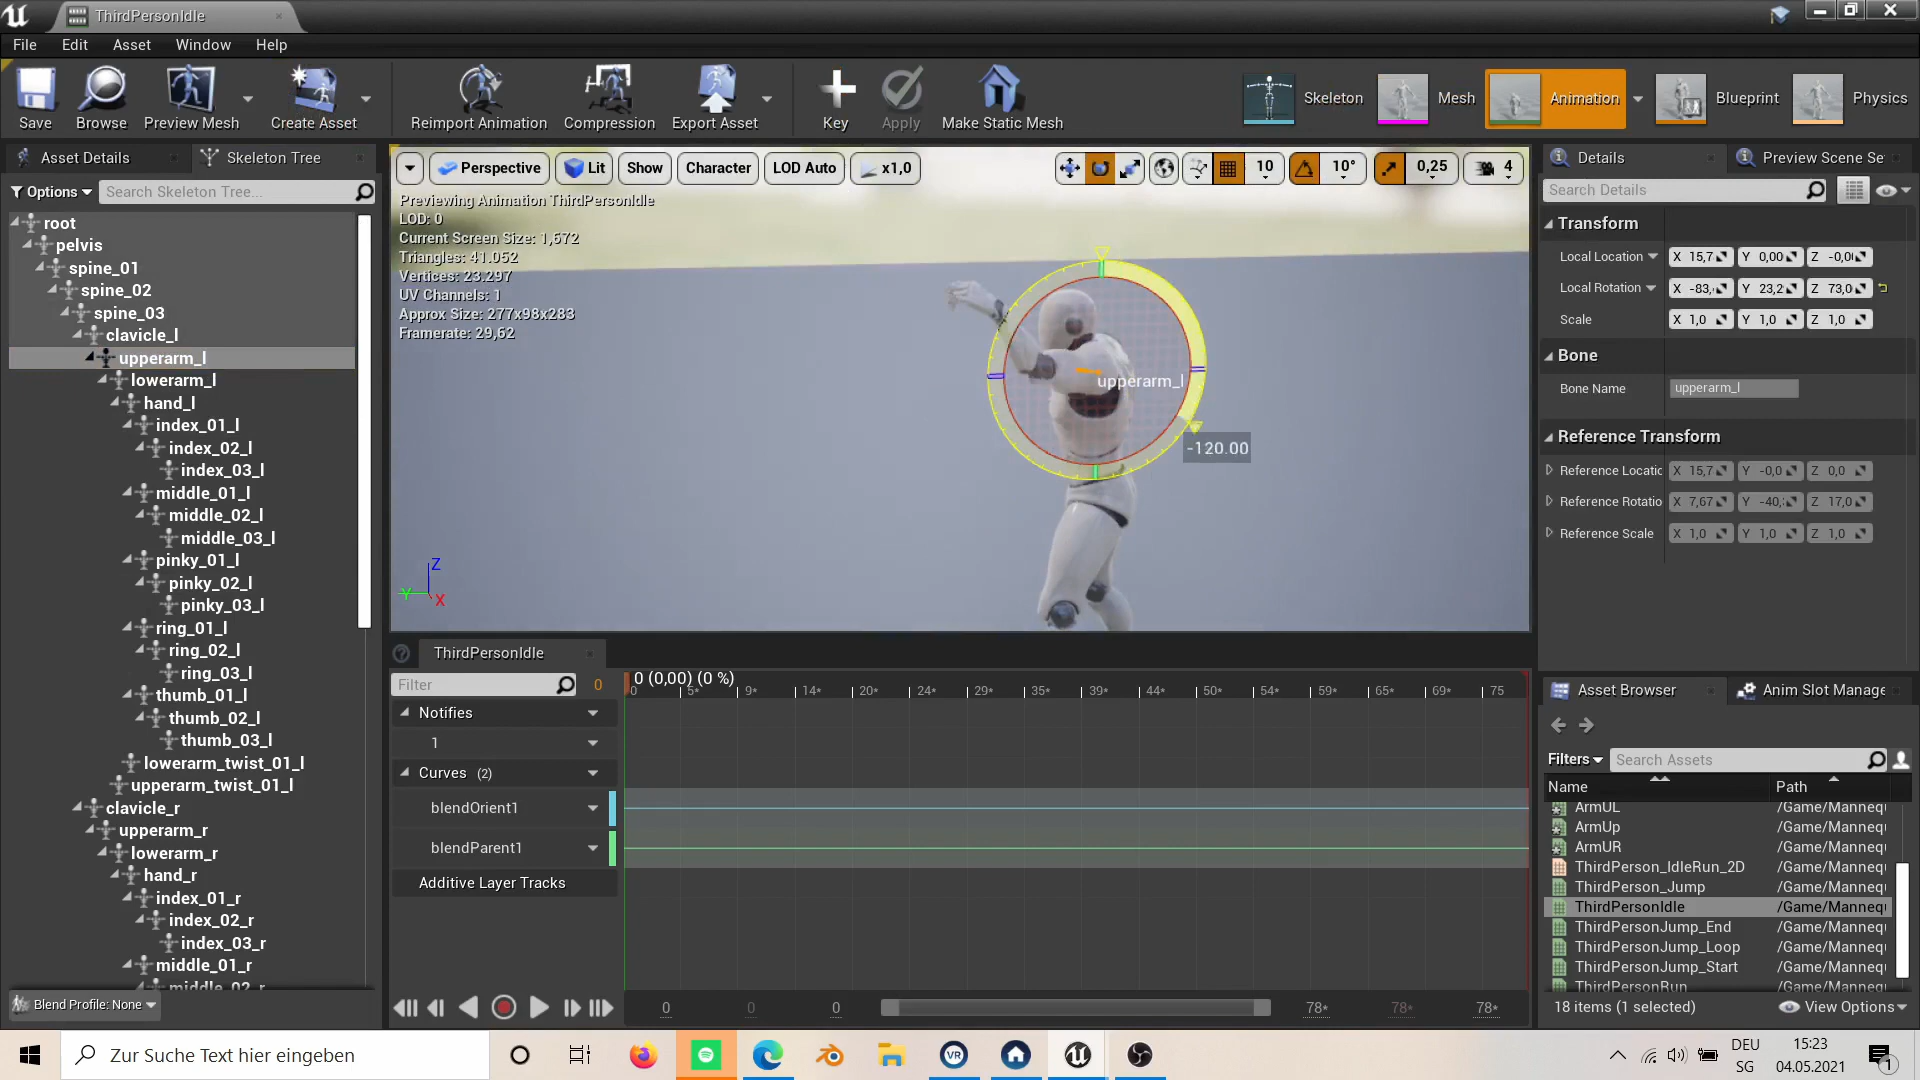 ThirdPersonIdle
File Edit Asset Window Help
Save Browse Preview Mesh Create Asset Reimport Animation Compression Export Asset Key Apply Make Static Mesh Skeleton Mesh Animation Blueprint Physics
Asset Details Skeleton Tree
Options Search Skeleton Tree...
root
pelvis
spine_01
spine_02
spine_03
clavicle_l
upperarm_l
lowerarm_l
hand_l
index_01_l
index_02_l
index_03_l
middle_01_l
middle_02_l
middle_03_l
pinky_01_l
pinky_02_l
pinky_03_l
ring_01_l
ring_02_l
ring_03_l
thumb_01_l
thumb_02_l
thumb_03_l
lowerarm_twist_01_l
upperarm_twist_01_l
clavicle_r
upperarm_r
lowerarm_r
hand_r
index_01_r
index_02_r
index_03_r
middle_01_r
middle_02_r
Blend Profile: None
Perspective Lit Show Character LOD Auto x1,0 10 10° 0,25 4
Previewing Animation ThirdPersonIdle
LOD: 0
Current Screen Size: 1,672
Triangles: 41.052
Vertices: 23.297
UV Channels: 1
Approx Size: 277x98x283
Framerate: 29,62
upperarm_l
-120.00
Z
Y
X
ThirdPersonIdle
Filter 0
0 (0,00) (0 %)
0 5* 9* 14* 20* 24* 29* 35* 39* 44* 50* 54* 59* 65* 69* 75
Notifies
1
Curves (2)
blendOrient1
blendParent1
Additive Layer Tracks
0 0 0 78* 78* 78*
Details Preview Scene Se
Search Details
Transform
Local Location X 15,7 Y 0,00 Z -0,0
Local Rotation X -83, Y 23,2 Z 73,0
Scale X 1,0 Y 1,0 Z 1,0
Bone
Bone Name upperarm_l
Reference Transform
Reference Locatic X 15,7 Y -0,0 Z 0,0
Reference Rotatio X 7,67 Y -40, Z 17,0
Reference Scale X 1,0 Y 1,0 Z 1,0
Asset Browser Anim Slot Manage
Filters Search Assets
Name Path
ArmUL /Game/Mannequ
ArmUp /Game/Mannequ
ArmUR /Game/Mannequ
ThirdPerson_IdleRun_2D /Game/Mannequ
ThirdPerson_Jump /Game/Mannequ
ThirdPersonIdle /Game/Mannequ
ThirdPersonJump_End /Game/Mannequ
ThirdPersonJump_Loop /Game/Mannequ
ThirdPersonJump_Start /Game/Mannequ
ThirdPersonRun /Game/Mannequ
18 items (1 selected) View Options
Zur Suche Text hier eingeben
VR
DEU
SG
15:23
04.05.2021
1